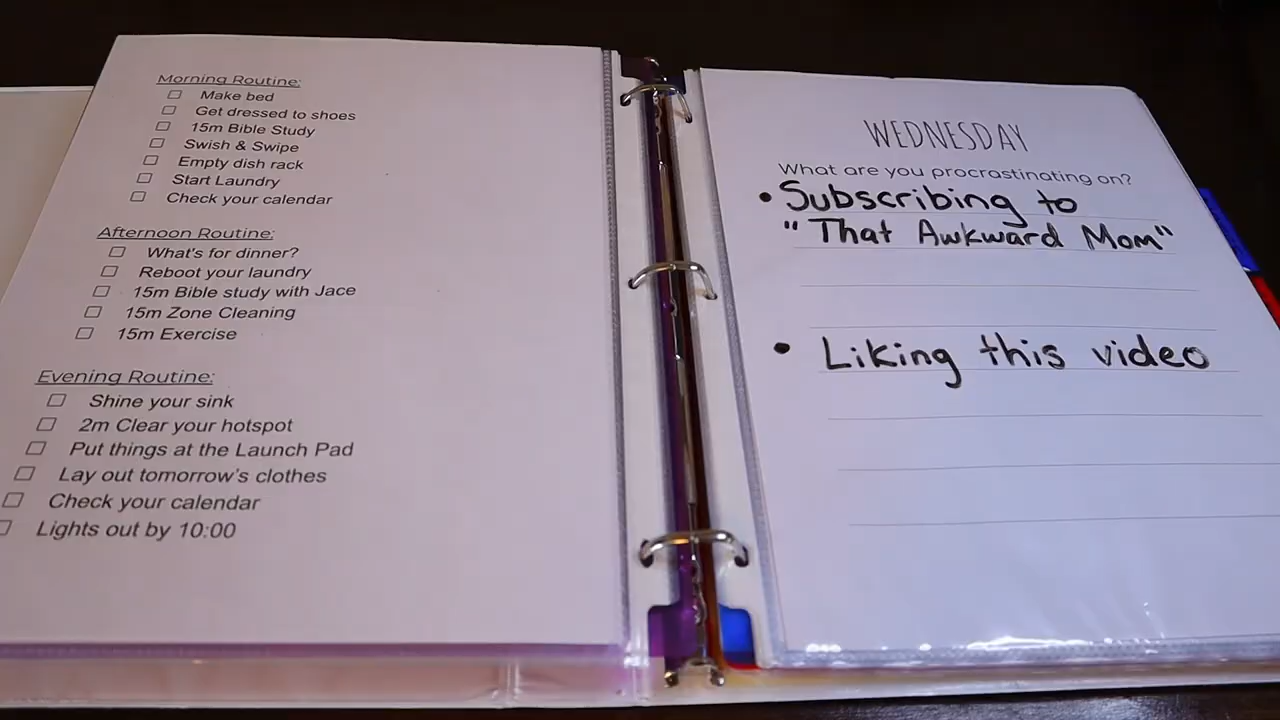 Morning Routine:
Make bed
Get dressed to shoes
15m Bible Study
Swish & Swipe
Empty dish rack
Start Laundry
Check your calendar
Afternoon Routine:
What's for dinner?
Reboot your laundry
15m Bible study with Jace
15m Zone Cleaning
15m Exercise
Evening Routine:
Shine your sink
2m Clear your hotspot
Put things at the Launch Pad
Lay out tomorrow's clothes
Check your calendar
Lights out by 10:00
WEDNESDAY
What are you procrastinating on?
• Subscribing to
"That Awkward Mom"
• Liking this video